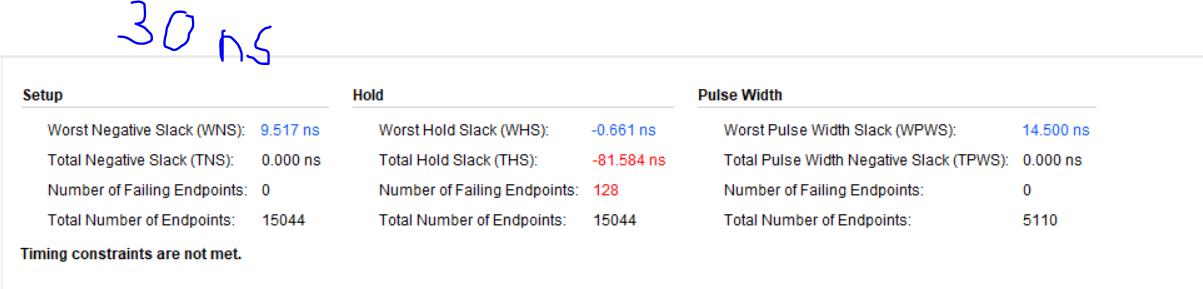 30 ns
Setup Hold Pulse Width
Worst Negative Slack (WNS): 9.517 ns Worst Hold Slack (WHS): -0.661 ns Worst Pulse Width Slack (WPWS): 14.500 ns
Total Negative Slack (TNS): 0.000 ns Total Hold Slack (THS): -81.584 ns Total Pulse Width Negative Slack (TPWS): 0.000 ns
Number of Failing Endpoints: 0 Number of Failing Endpoints: 128 Number of Failing Endpoints: 0
Total Number of Endpoints: 15044 Total Number of Endpoints: 15044 Total Number of Endpoints: 5110
Timing constraints are not met.